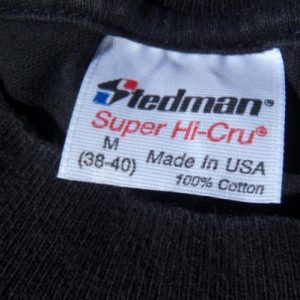 Stedman®
Super Hi-Cru®
M
(38-40) Made In USA
100% Cotton